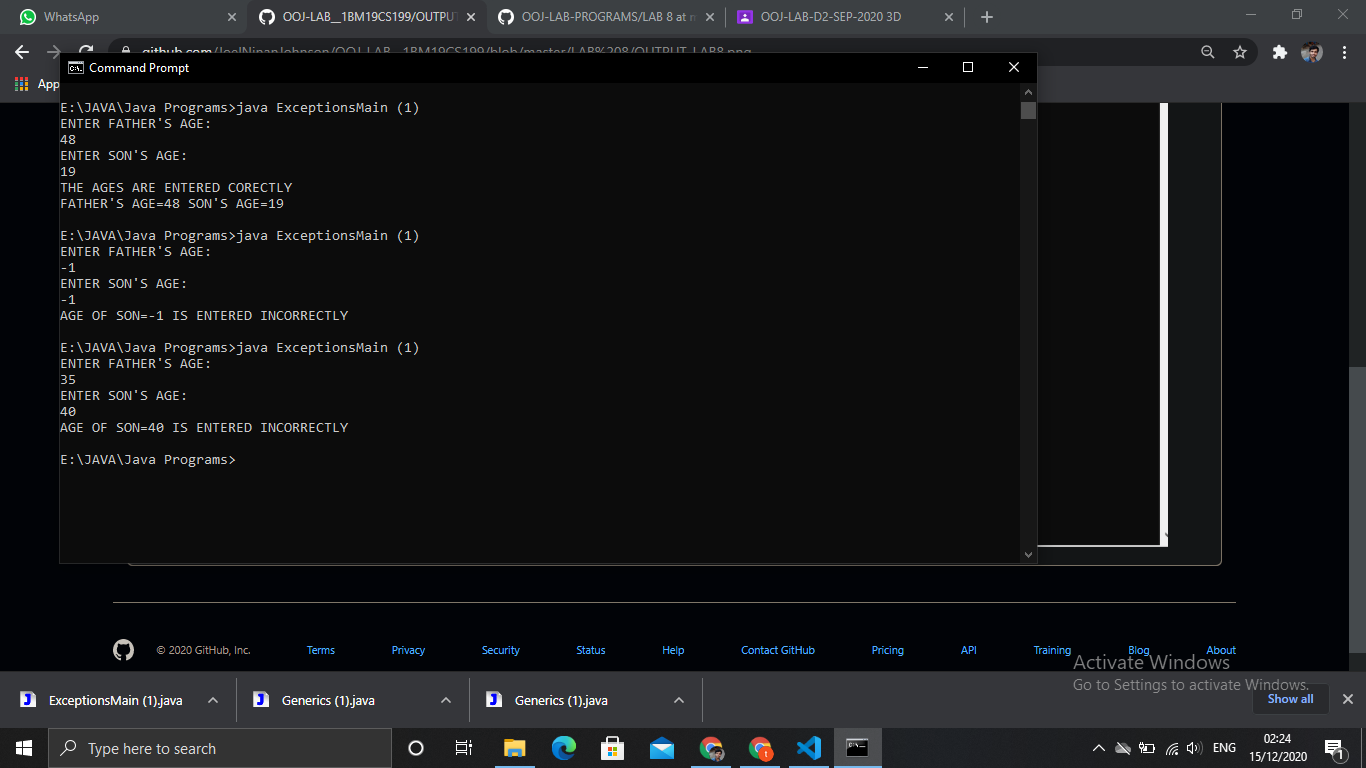 WhatsApp
OOJ-LAB__1BM19CS199/OUTPUT
OOJ-LAB-PROGRAMS/LAB 8 at m
OOJ-LAB-D2-SEP-2020 3D
github.com/JoelNinanJohnson/OOJ-LAB__1BM19CS199/blob/master/LAB%208/OUTPUT_LAB8.png
App
Command Prompt
E:\JAVA\Java Programs>java ExceptionsMain (1)
ENTER FATHER'S AGE:
48
ENTER SON'S AGE:
19
THE AGES ARE ENTERED CORECTLY
FATHER'S AGE=48 SON'S AGE=19
E:\JAVA\Java Programs>java ExceptionsMain (1)
ENTER FATHER'S AGE:
-1
ENTER SON'S AGE:
-1
AGE OF SON=-1 IS ENTERED INCORRECTLY
E:\JAVA\Java Programs>java ExceptionsMain (1)
ENTER FATHER'S AGE:
35
ENTER SON'S AGE:
40
AGE OF SON=40 IS ENTERED INCORRECTLY
E:\JAVA\Java Programs>
© 2020 GitHub, Inc. Terms Privacy Security Status Help Contact GitHub Pricing API Training Blog About
Activate Windows
Go to Settings to activate Windows.
ExceptionsMain (1).java
Generics (1).java
Generics (1).java
Show all
Type here to search
ENG
02:24
15/12/2020
1